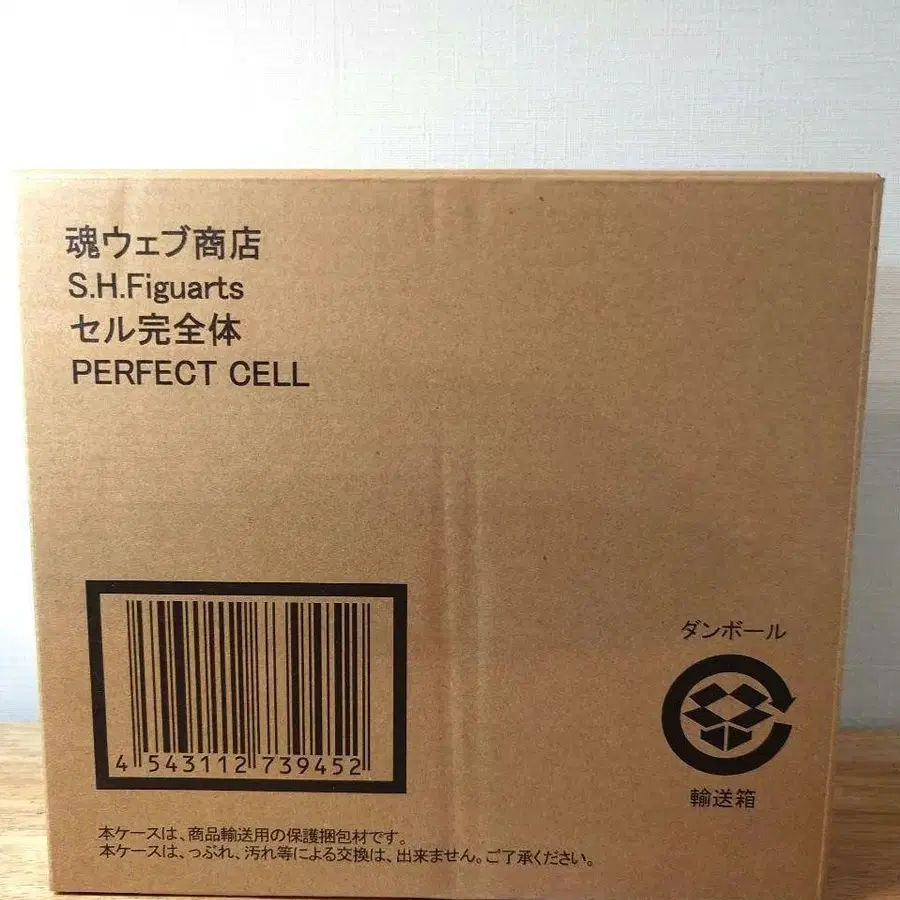 魂ウェブ商店
S.H.Figuarts
セル完全体
PERFECT CELL
4 543112 739452
ダンボール
輸送箱
本ケースは、商品輸送用の保護梱包材です。
本ケースは、つぶれ、汚れ等による交換は、出来ません。ご了承ください。